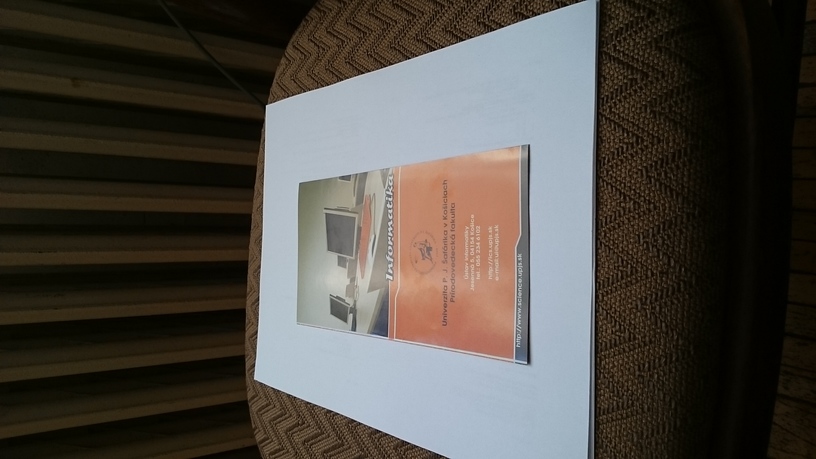 Informatika
Univerzita P. J. Šafárika v Košiciach
Prírodovedecká fakulta
Ústav informatiky
Jesenná 5, 04154 Košice
tel.: 055 234 6102
http://ics.upjs.sk
e-mail:ui@upjs.sk
http://www.science.upjs.sk